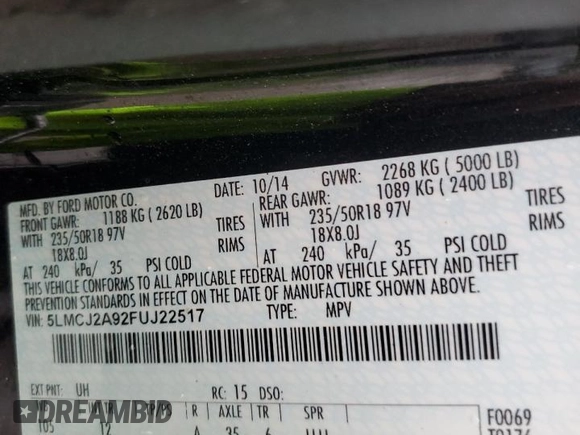 MFD. BY FORD MOTOR CO. DATE: 10/14 GVWR: 2268 KG ( 5000 LB)
FRONT GAWR: 1188 KG ( 2620 LB) REAR GAWR: 1089 KG ( 2400 LB)
WITH 235/50R18 97V TIRES WITH 235/50R18 97V TIRES
18X8.0J RIMS 18X8.0J RIMS
AT 240 kPa/ 35 PSI COLD AT 240 kPa/ 35 PSI COLD
THIS VEHICLE CONFORMS TO ALL APPLICABLE FEDERAL MOTOR VEHICLE SAFETY AND THEFT
PREVENTION STANDARDS IN EFFECT ON THE DATE OF MANUFACTURE SHOWN ABOVE.
VIN: 5LMCJ2A92FUJ22517 TYPE: MPV
EXT PNT: UH RC: 15 DSO: F0069
R AXLE TR SPR
DREAMBID